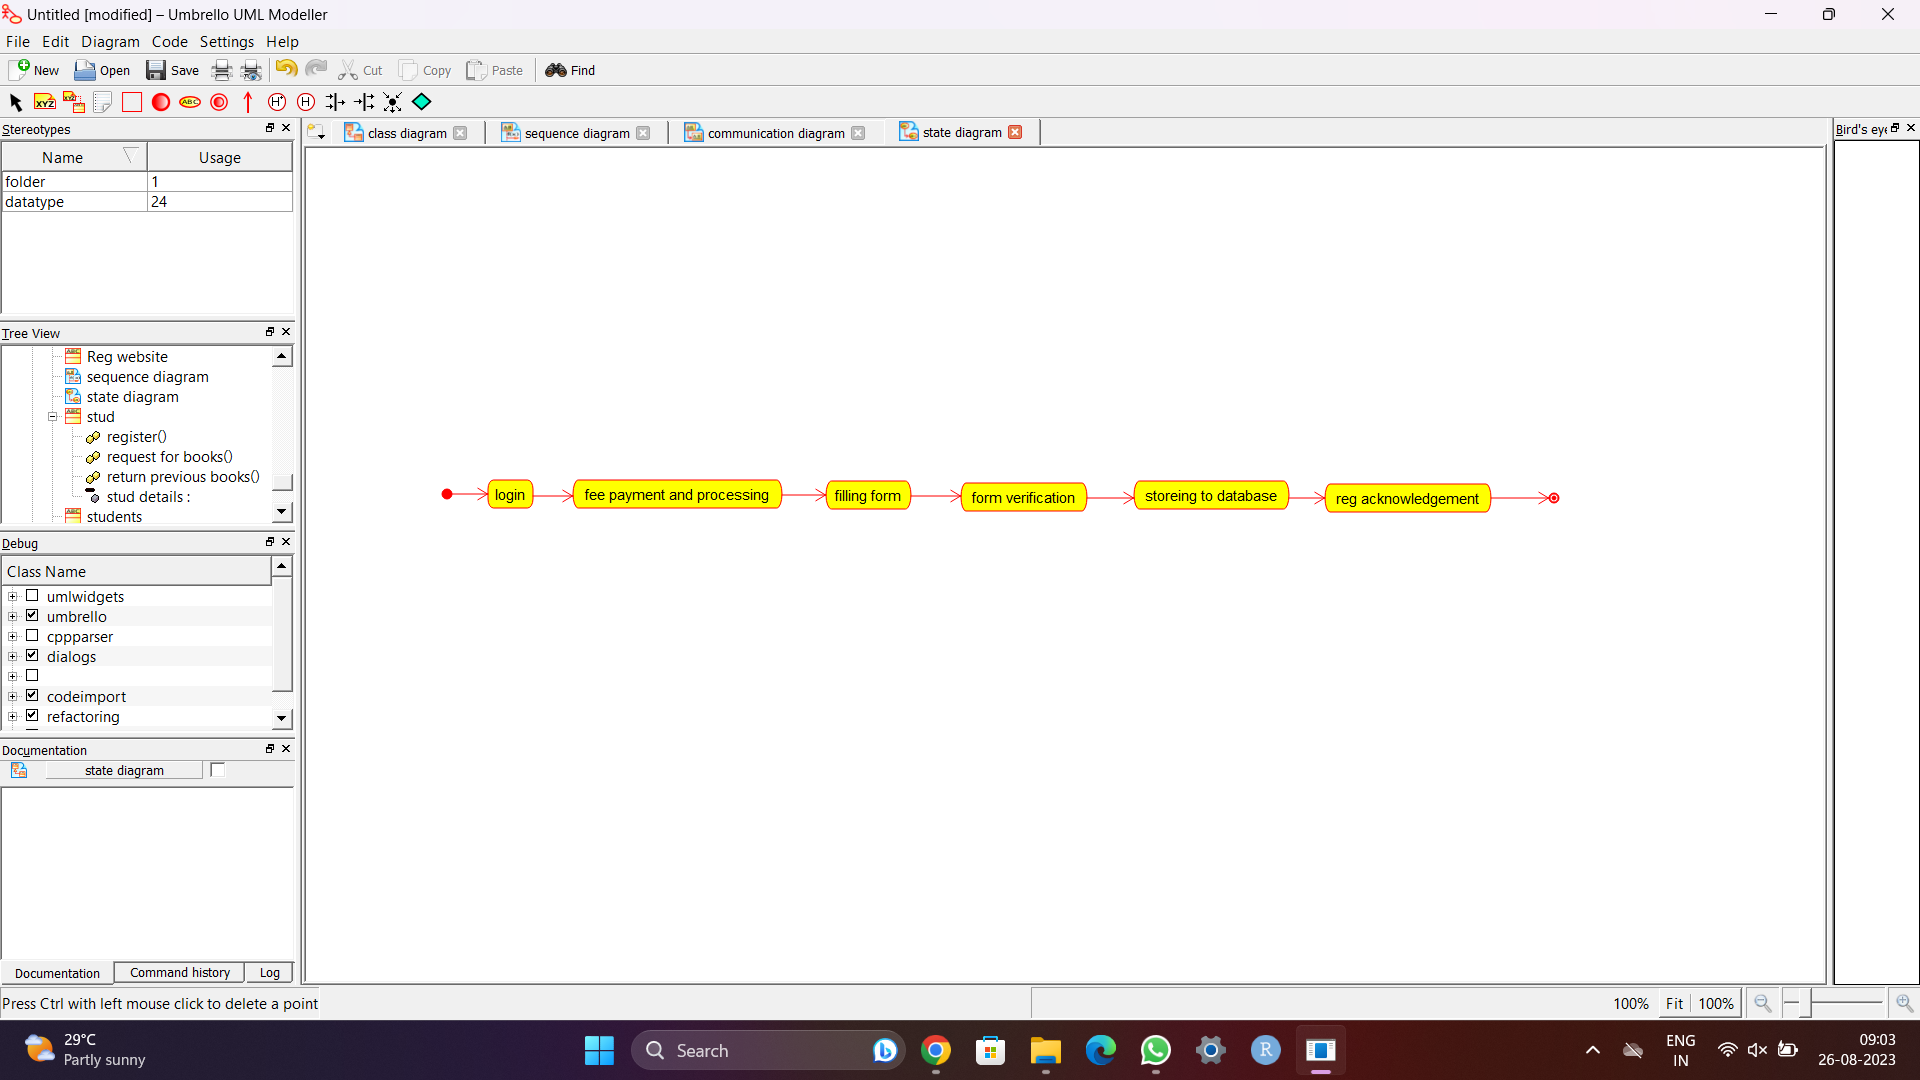 Untitled [modified] – Umbrello UML Modeller
File Edit Diagram Code Settings Help
New Open Save Cut Copy Paste Find
XYZ XYZ ABC H* H
Stereotypes
Name Usage
folder 1
datatype 24
class diagram sequence diagram communication diagram state diagram
Bird's eye
Tree View
Reg website
sequence diagram
state diagram
stud
register()
request for books()
return previous books()
stud details :
students
login fee payment and processing filling form form verification storeing to database reg acknowledgement
Debug
Class Name
umlwidgets
umbrello
cppparser
dialogs
codeimport
refactoring
Documentation
state diagram
Documentation Command history Log
Press Ctrl with left mouse click to delete a point
100% Fit 100%
29°C
Partly sunny
Search
R
ENG
IN
09:03
26-08-2023